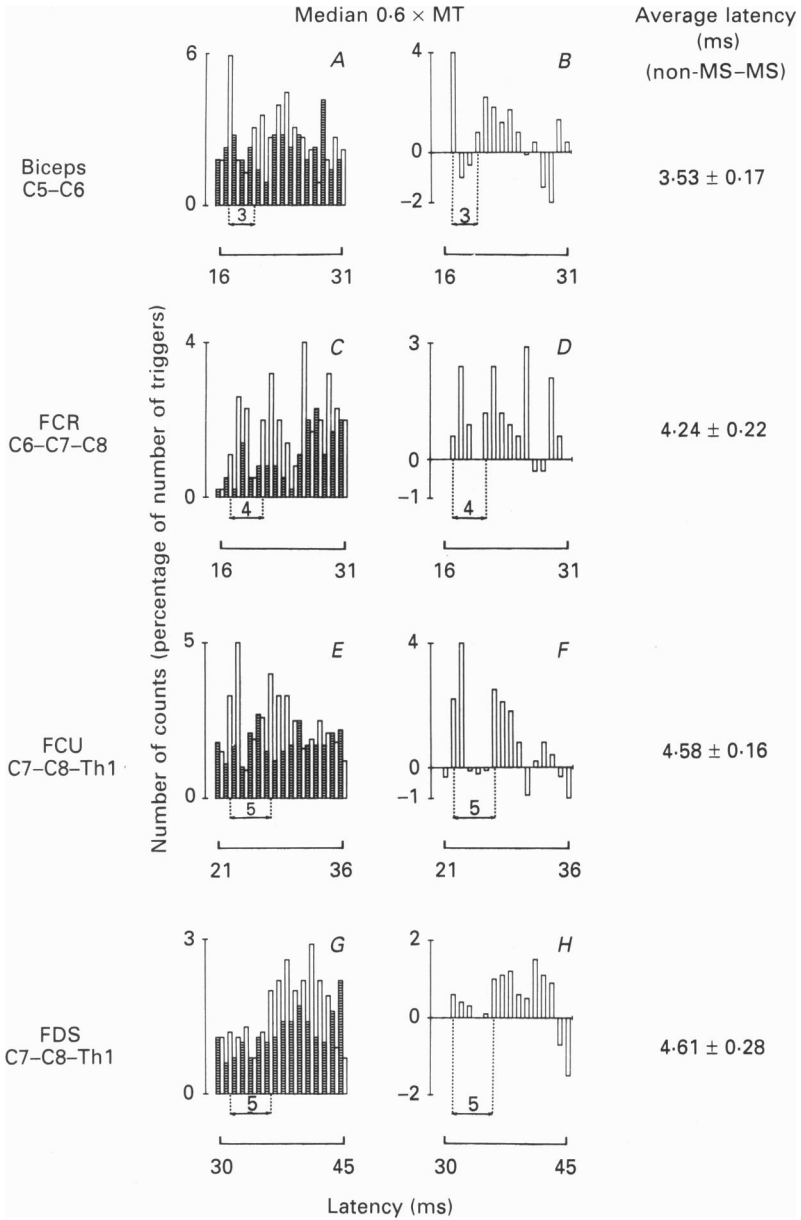 Median 0·6 × MT
Average latency
(ms)
(non-MS–MS)
Number of counts (percentage of number of triggers)
Biceps
C5–C6
6
0
A
3
16
31
4
0
−2
B
3
16
31
3·53 ± 0·17
FCR
C6–C7–C8
4
0
C
4
16
31
3
0
−1
D
4
16
31
4·24 ± 0·22
FCU
C7–C8–Th1
5
0
E
5
21
36
4
0
−1
F
5
21
36
4·58 ± 0·16
FDS
C7–C8–Th1
3
0
G
5
30
45
2
0
−2
H
5
30
45
4·61 ± 0·28
Latency (ms)